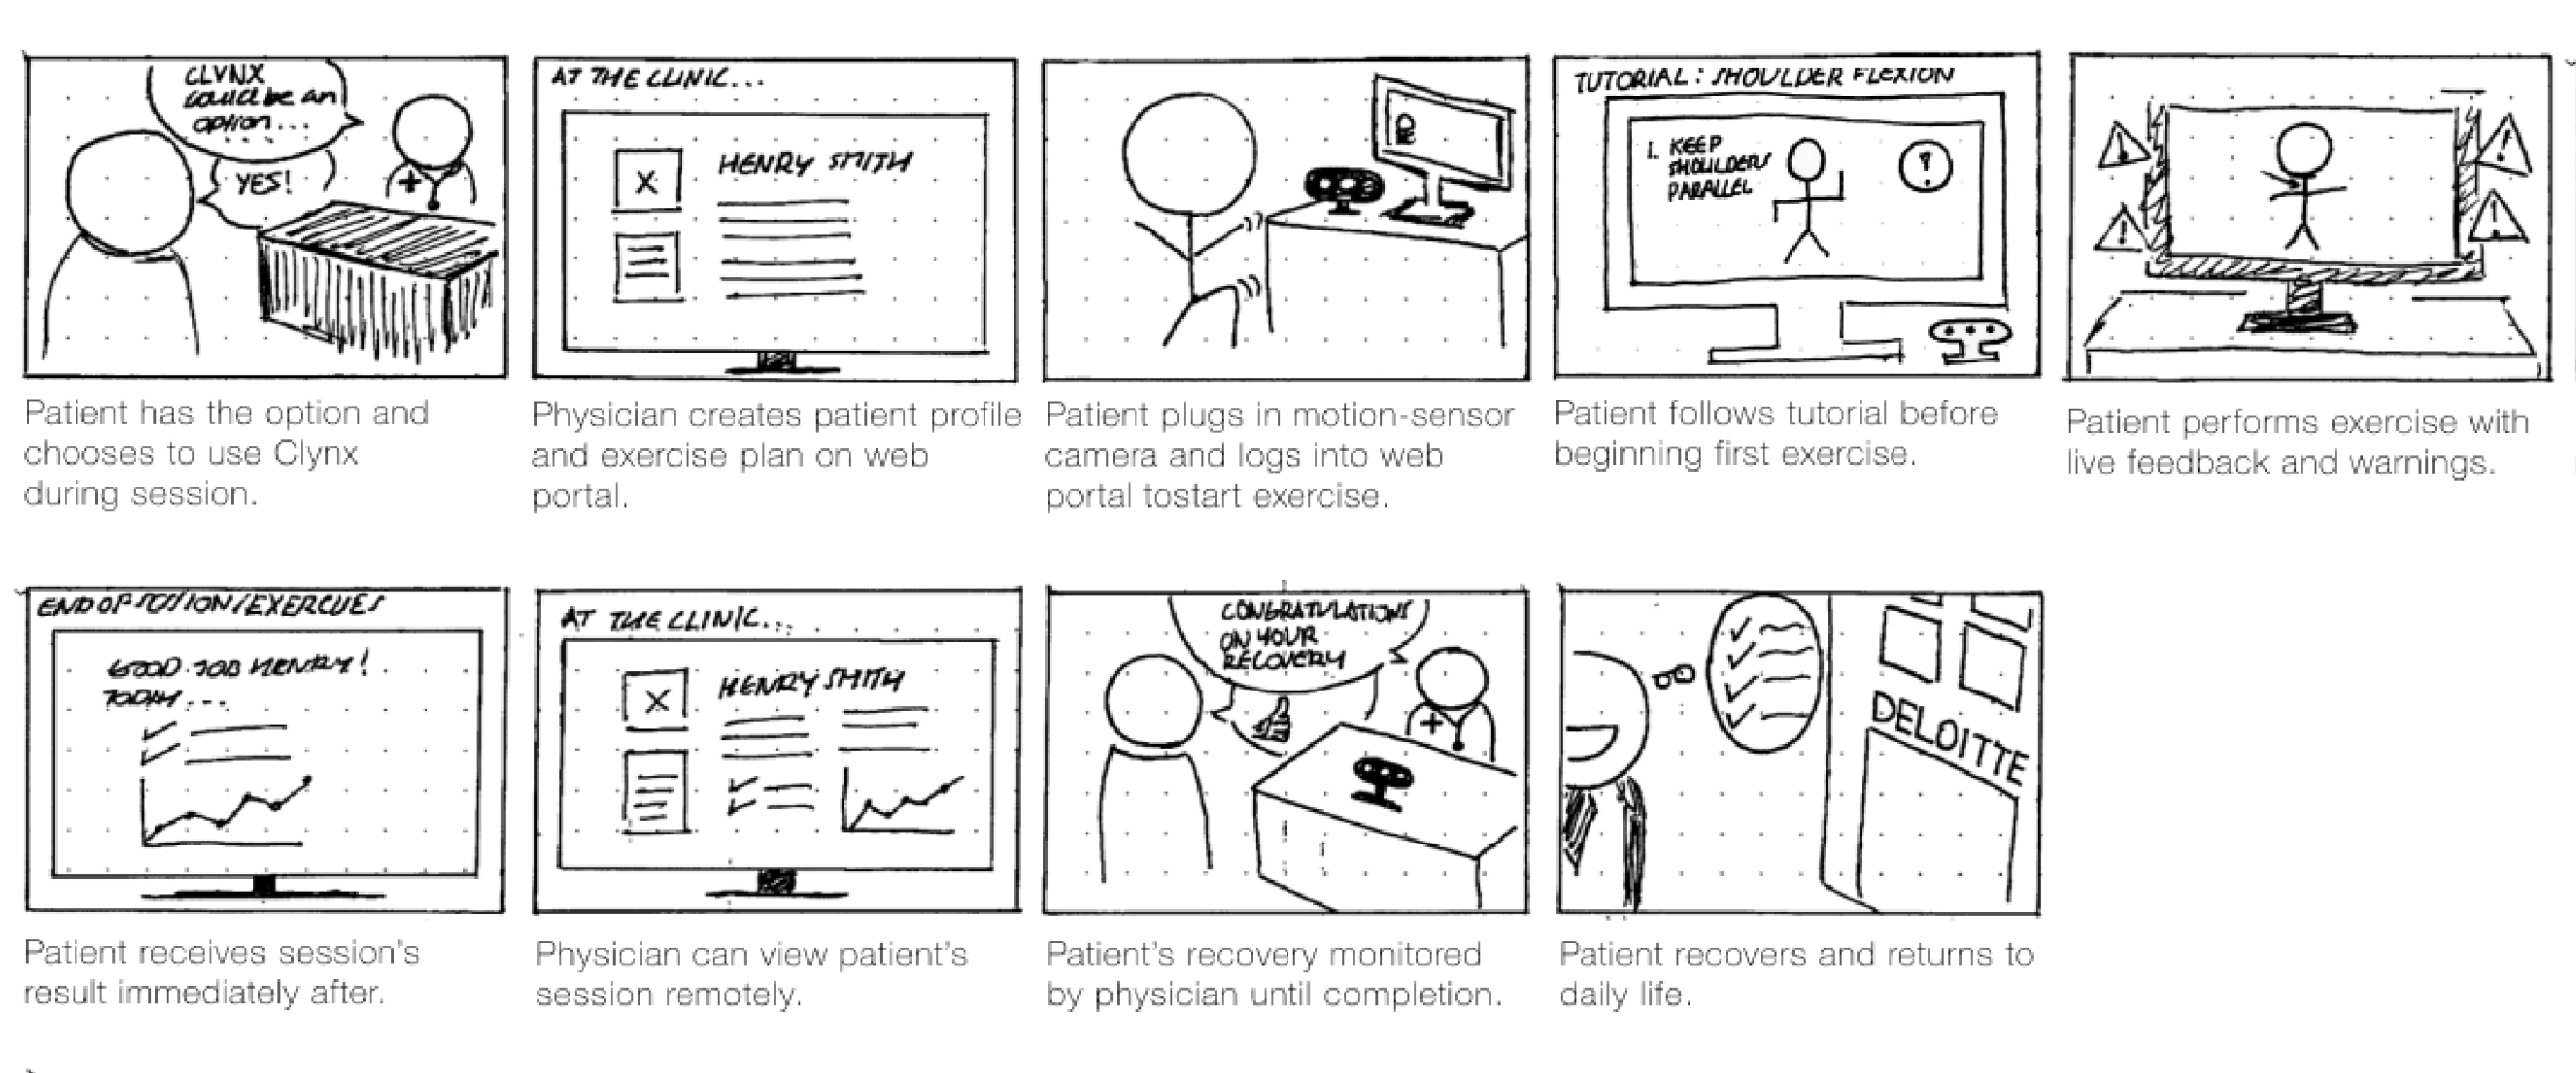 CLYNX
could be an
option...
YES!
Patient has the option and
chooses to use Clynx
during session.
AT THE CLINIC...
HENRY SMITH
Physician creates patient profile
and exercise plan on web
portal.
Patient plugs in motion-sensor
camera and logs into web
portal tostart exercise.
TUTORIAL: SHOULDER FLEXION
1. KEEP
SHOULDERS
PARALLEL
!
Patient follows tutorial before
beginning first exercise.
!
!
!
!
Patient performs exercise with
live feedback and warnings.
END OF SESSION/EXERCISES
GOOD JOB HENRY!
TODAY...
Patient receives session's
result immediately after.
AT THE CLINIC...
HENRY SMITH
Physician can view patient's
session remotely.
CONGRATULATIONS
ON YOUR
RECOVERY
Patient's recovery monitored
by physician until completion.
DELOITTE
Patient recovers and returns to
daily life.